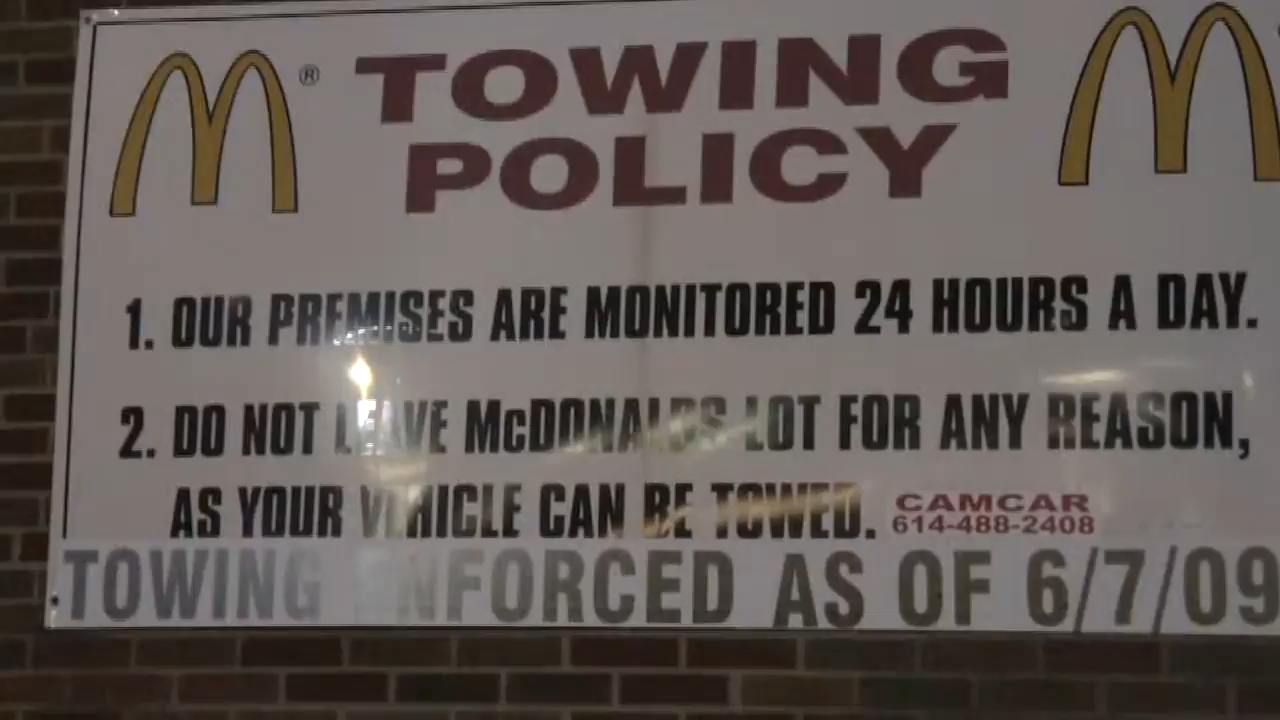 ® TOWING
POLICY
1. OUR PREMISES ARE MONITORED 24 HOURS A DAY.
2. DO NOT LEAVE McDONALDS LOT FOR ANY REASON,
AS YOUR VEHICLE CAN BE TOWED. CAMCAR
614-488-2408
TOWING ENFORCED AS OF 6/7/09